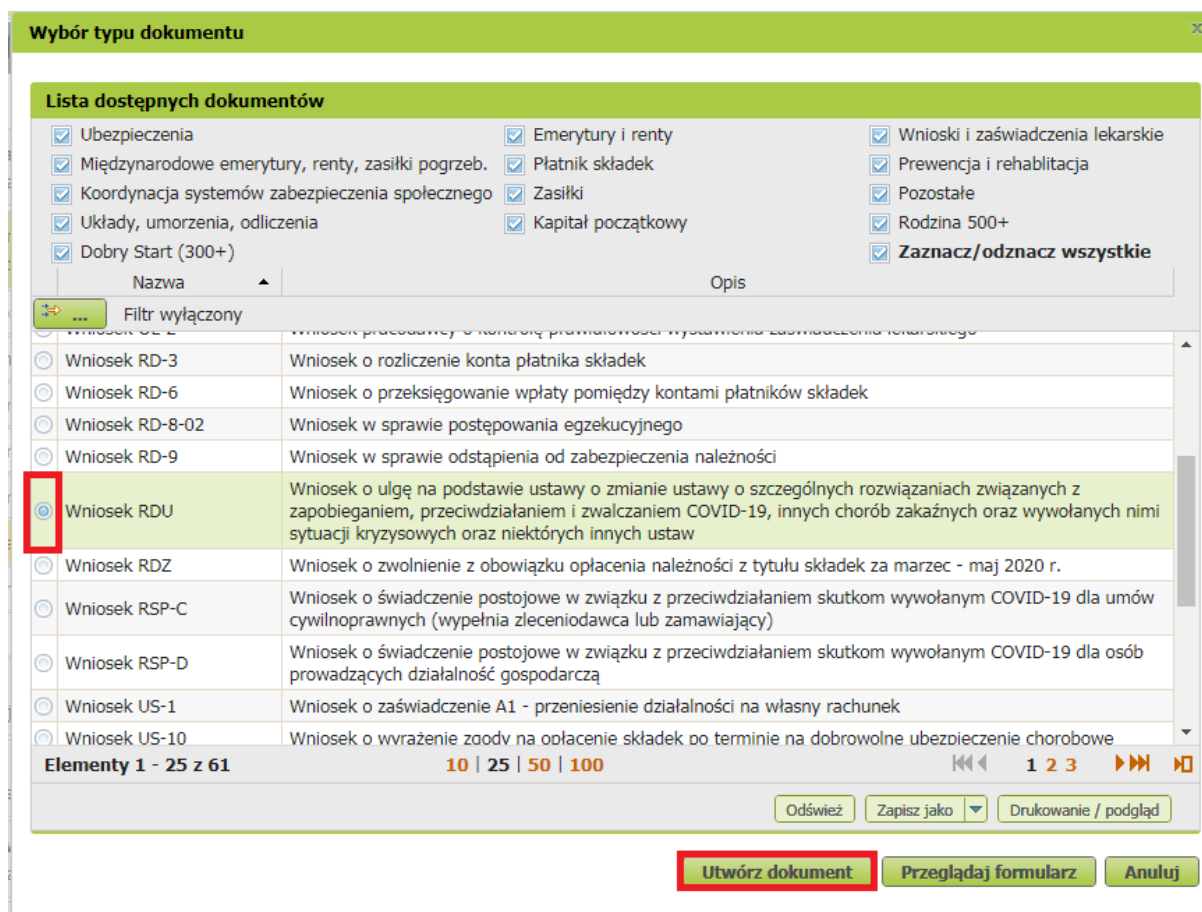 Wybór typu dokumentu
Lista dostępnych dokumentów
Ubezpieczenia
Emerytury i renty
Wnioski i zaświadczenia lekarskie
Międzynarodowe emerytury, renty, zasiłki pogrzeb.
Płatnik składek
Prewencja i rehablitacja
Koordynacja systemów zabezpieczenia społecznego
Zasiłki
Pozostałe
Układy, umorzenia, odliczenia
Kapitał początkowy
Rodzina 500+
Dobry Start (300+)
Zaznacz/odznacz wszystkie
Nazwa
Opis
... Filtr wyłączony
Wniosek RD-3
Wniosek o rozliczenie konta płatnika składek
Wniosek RD-6
Wniosek o przeksięgowanie wpłaty pomiędzy kontami płatników składek
Wniosek RD-8-02
Wniosek w sprawie postępowania egzekucyjnego
Wniosek RD-9
Wniosek w sprawie odstąpienia od zabezpieczenia należności
Wniosek RDU
Wniosek o ulgę na podstawie ustawy o zmianie ustawy o szczególnych rozwiązaniach związanych z
zapobieganiem, przeciwdziałaniem i zwalczaniem COVID-19, innych chorób zakaźnych oraz wywołanych nimi
sytuacji kryzysowych oraz niektórych innych ustaw
Wniosek RDZ
Wniosek o zwolnienie z obowiązku opłacenia należności z tytułu składek za marzec - maj 2020 r.
Wniosek RSP-C
Wniosek o świadczenie postojowe w związku z przeciwdziałaniem skutkom wywołanym COVID-19 dla umów
cywilnoprawnych (wypełnia zleceniodawca lub zamawiający)
Wniosek RSP-D
Wniosek o świadczenie postojowe w związku z przeciwdziałaniem skutkom wywołanym COVID-19 dla osób
prowadzących działalność gospodarczą
Wniosek US-1
Wniosek o zaświadczenie A1 - przeniesienie działalności na własny rachunek
Wniosek US-10
Wniosek o wyrażenie zgody na opłacenie składek po terminie na dobrowolne ubezpieczenie chorobowe
Elementy 1 - 25 z 61
10 | 25 | 50 | 100
1 2 3
Odśwież
Zapisz jako
Drukowanie / podgląd
Utwórz dokument
Przeglądaj formularz
Anuluj